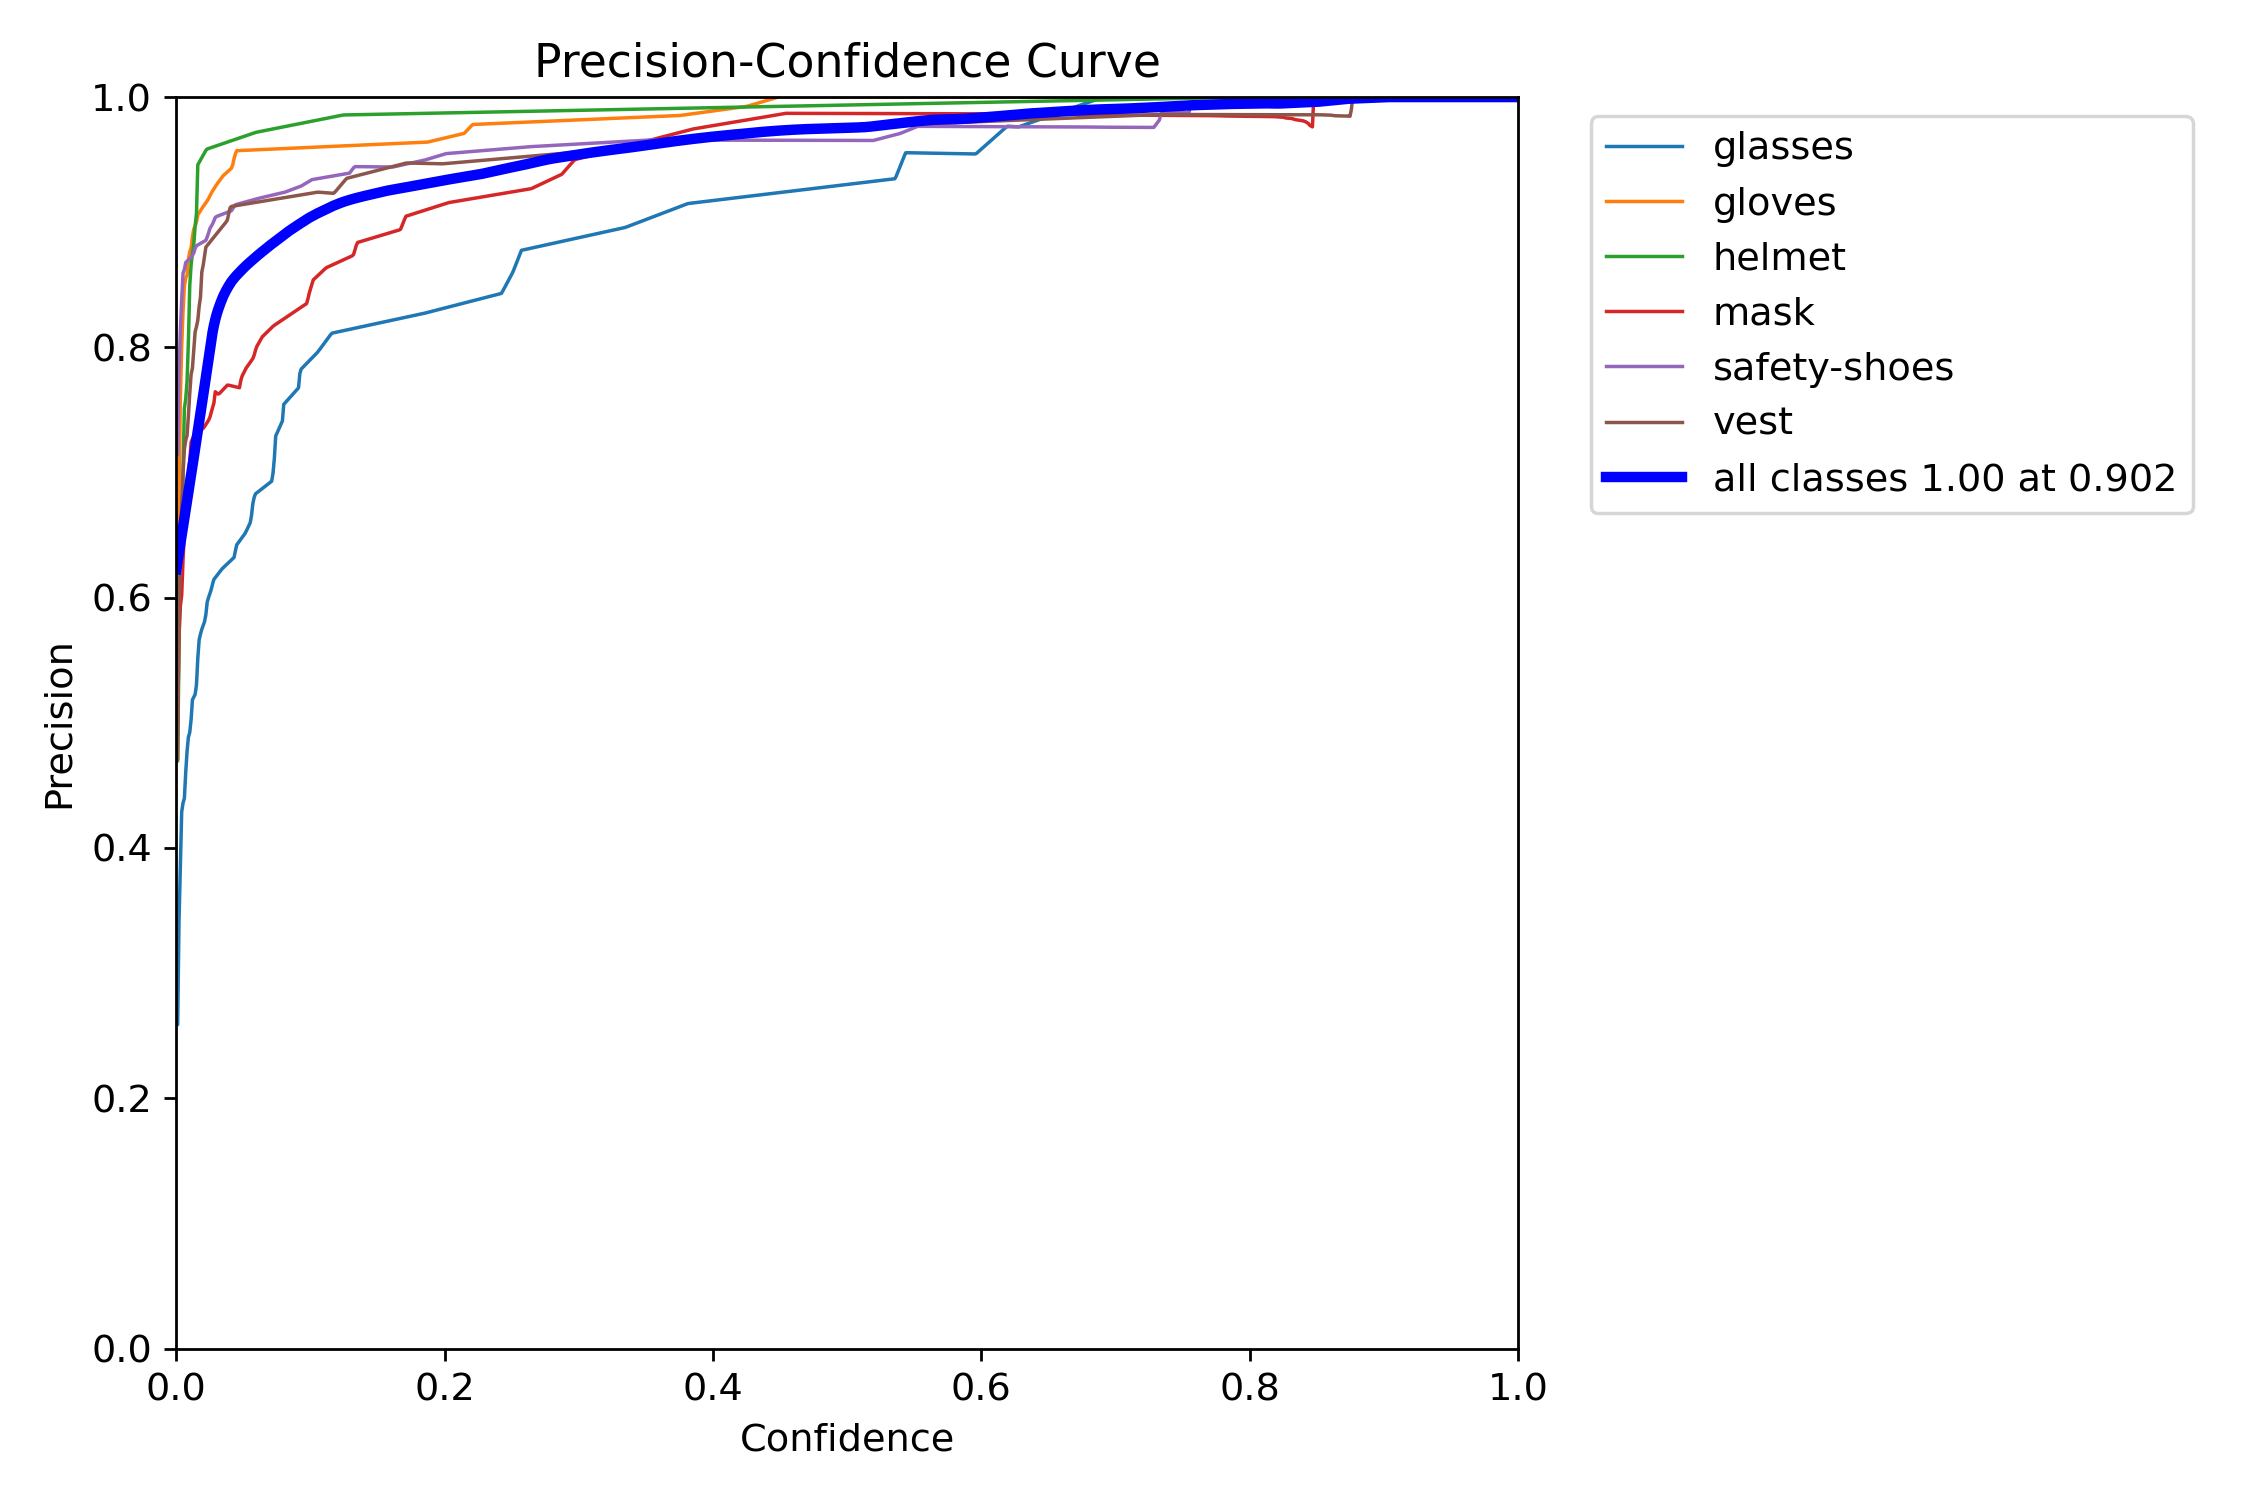 Precision-Confidence Curve
1.0
0.8
0.6
0.4
0.2
0.0
Precision
0.0 0.2 0.4 0.6 0.8 1.0
Confidence
glasses
gloves
helmet
mask
safety-shoes
vest
all classes 1.00 at 0.902